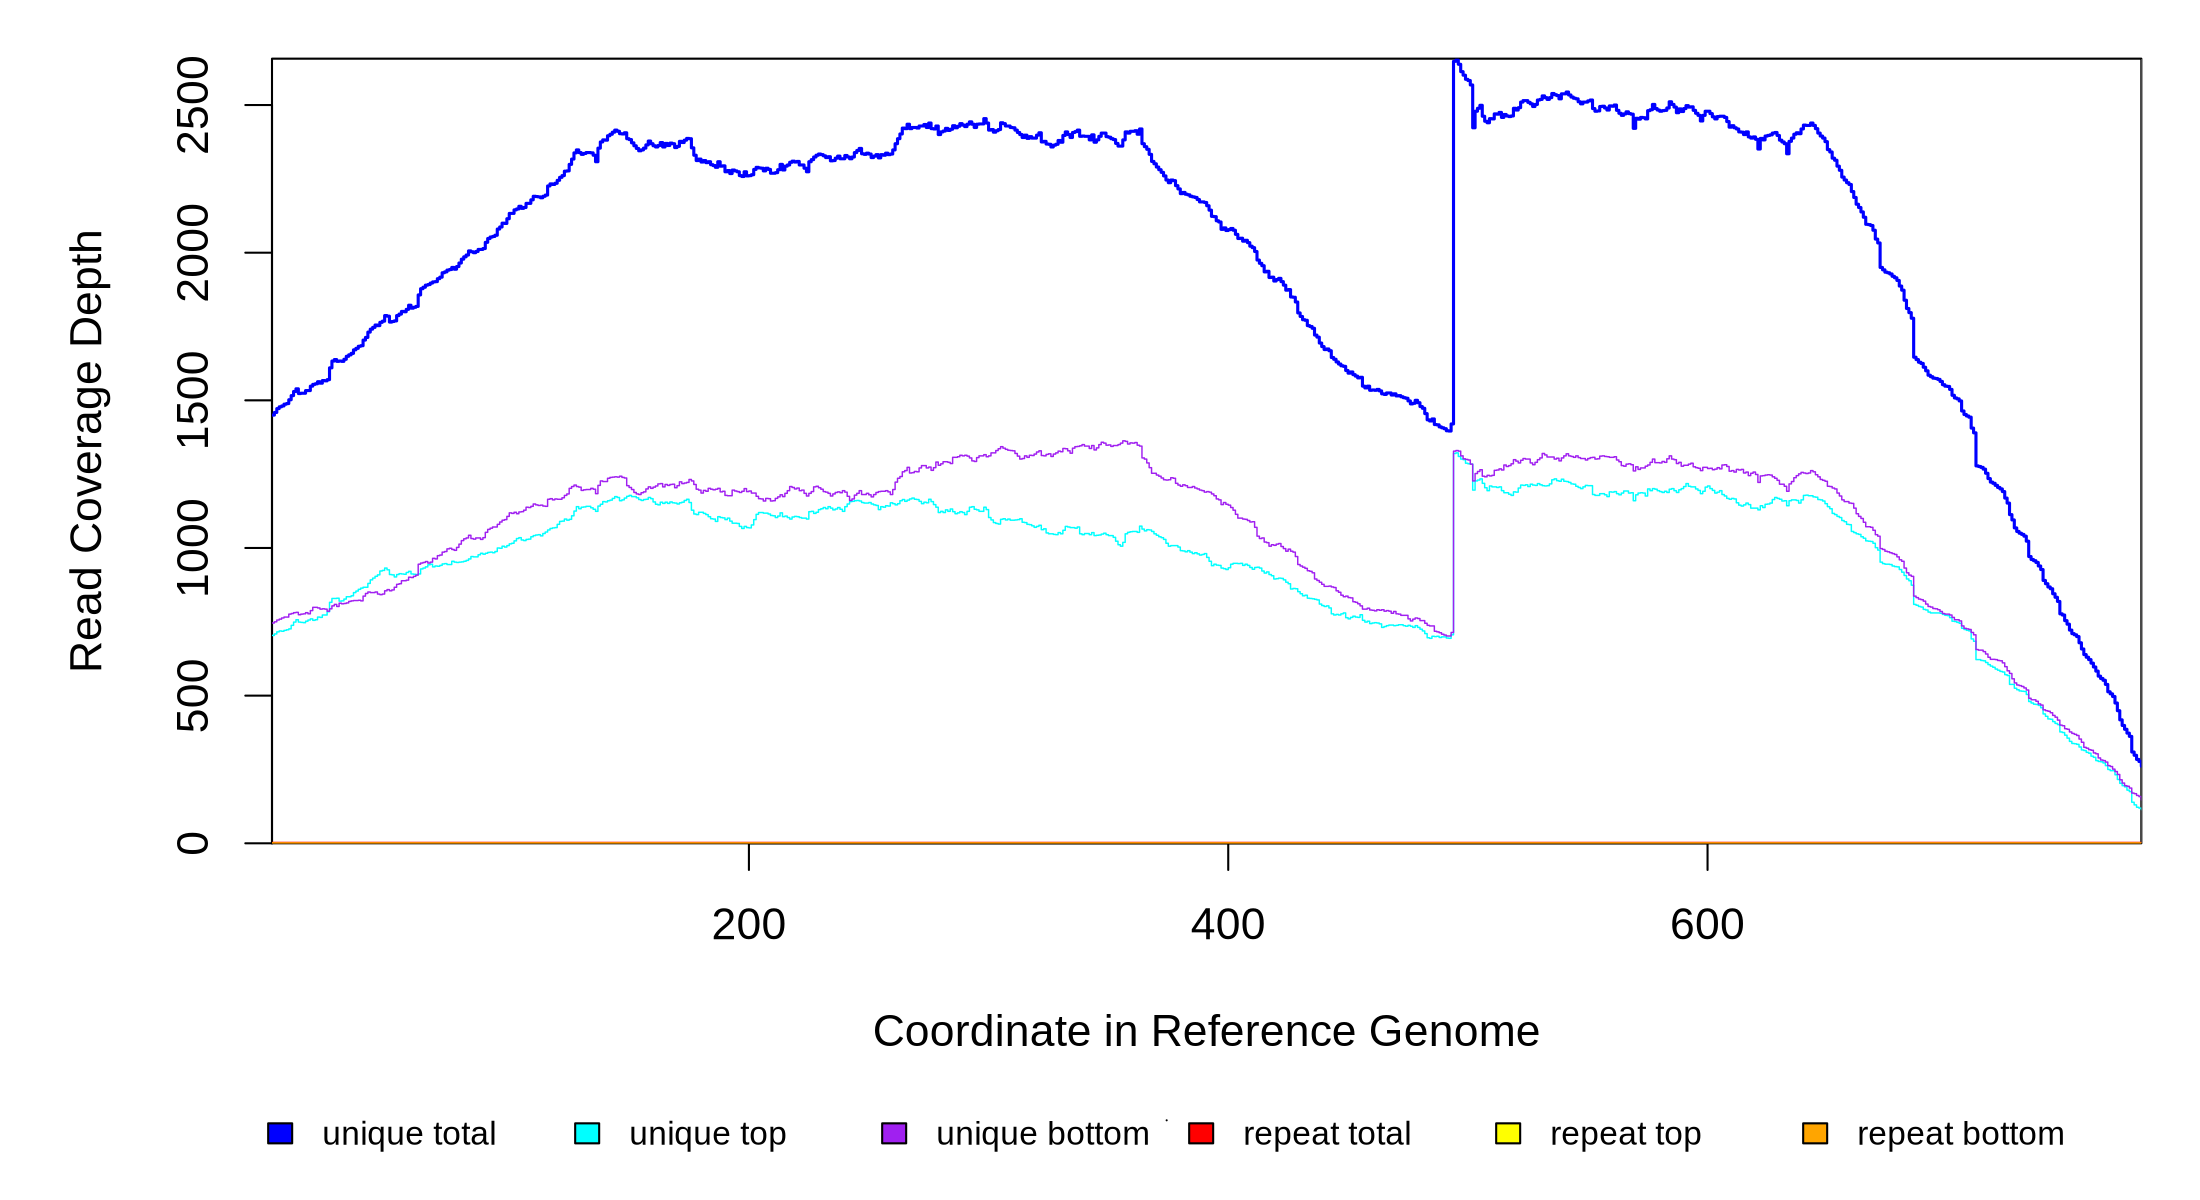 Read Coverage Depth
2500
2000
1500
1000
500
0
200 400 600
Coordinate in Reference Genome
unique total unique top unique bottom repeat total repeat top repeat bottom